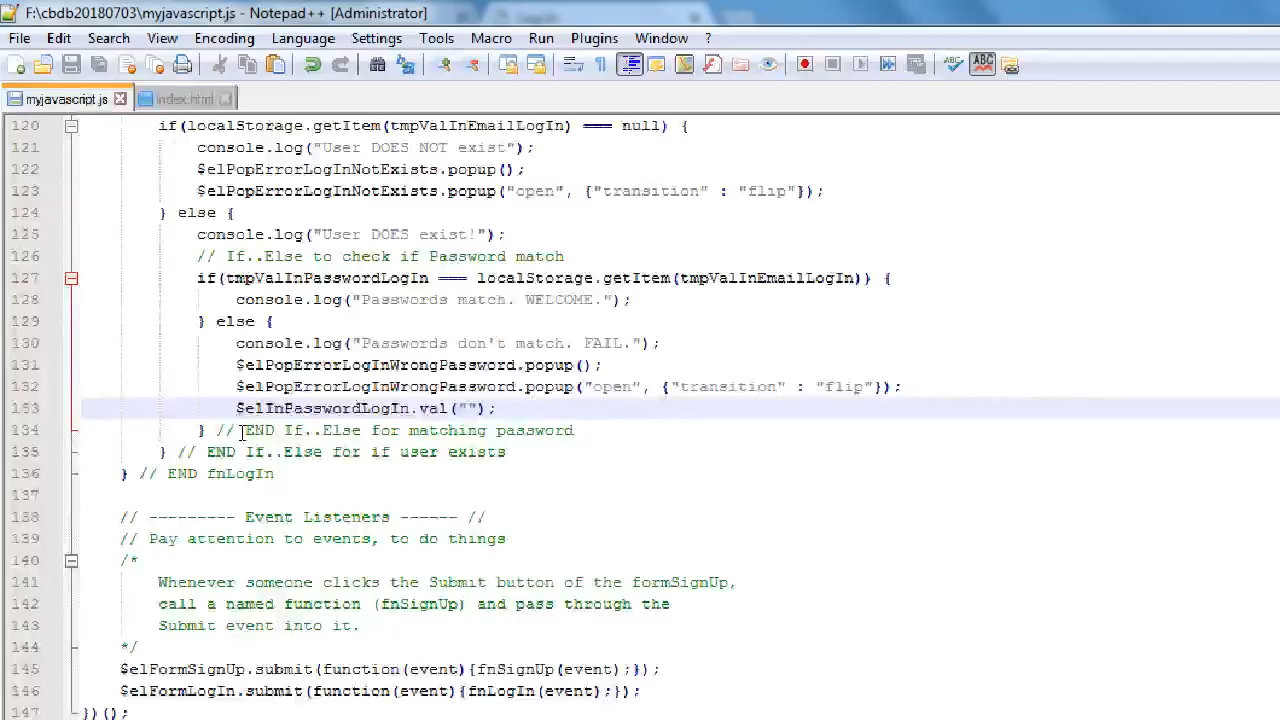 F:\cbdb20180703\myjavascript.js - Notepad++ [Administrator]
File Edit Search View Encoding Language Settings Tools Macro Run Plugins Window ?
myjavascript.js index.html
120 if(localStorage.getItem(tmpValInEmailLogIn) === null) {
121 console.log("User DOES NOT exist");
122 $elPopErrorLogInNotExists.popup();
123 $elPopErrorLogInNotExists.popup("open", {"transition" : "flip"});
124 } else {
125 console.log("User DOES exist!");
126 // If..Else to check if Password match
127 if(tmpValInPasswordLogIn === localStorage.getItem(tmpValInEmailLogIn)) {
128 console.log("Passwords match. WELCOME.");
129 } else {
130 console.log("Passwords don't match. FAIL.");
131 $elPopErrorLogInWrongPassword.popup();
132 $elPopErrorLogInWrongPassword.popup("open", {"transition" : "flip"});
133 $elInPasswordLogIn.val("");
134 } // END If..Else for matching password
135 } // END If..Else for if user exists
136 } // END fnLogIn
137
138 // --------- Event Listeners ------ //
139 // Pay attention to events, to do things
140 /*
141 Whenever someone clicks the Submit button of the formSignUp,
142 call a named function (fnSignUp) and pass through the
143 Submit event into it.
144 */
145 $elFormSignUp.submit(function(event){fnSignUp(event);});
146 $elFormLogIn.submit(function(event){fnLogIn(event);});
147 })();